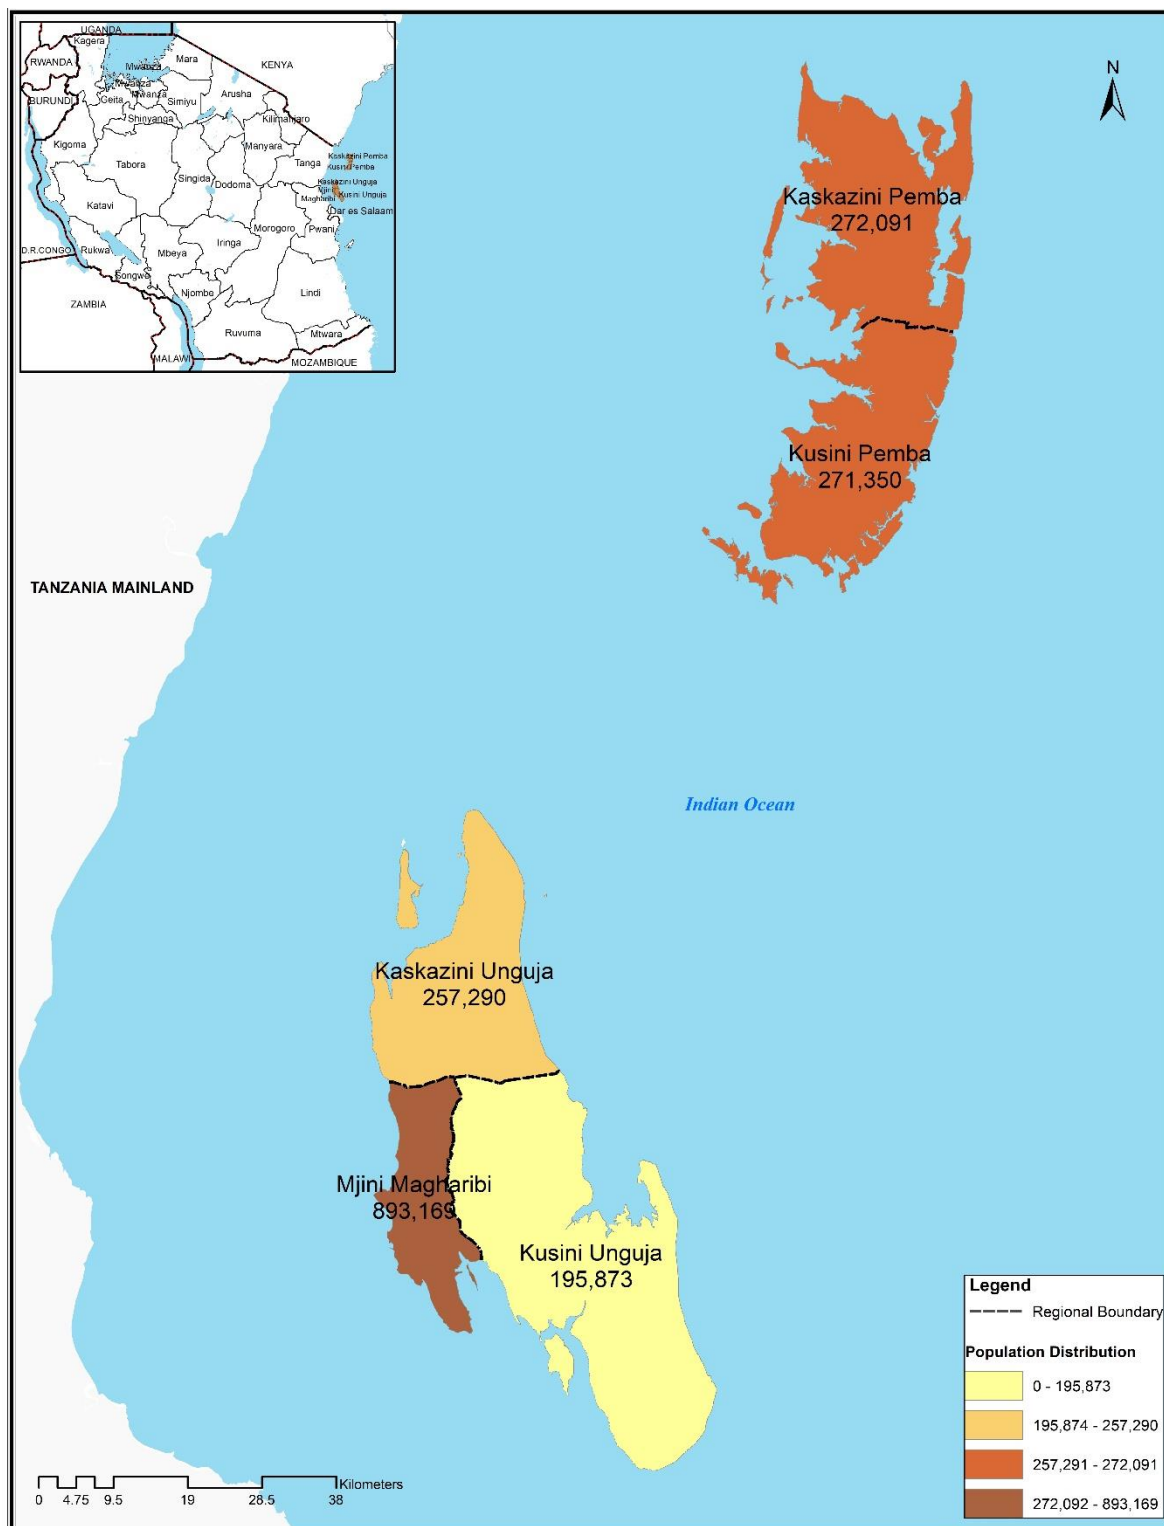 UGANDA
Kagera
RWANDA
Mwanza
Mara
KENYA
BURUNDI
Geita
Mwanza
Mwanza
Simiyu
Arusha
Shinyanga
Kilimanjaro
Kigoma
Manyara
Tabora
Singida
Dodoma
Tanga
Kaskazini Pemba
Kusini Pemba
Kaskazini Unguja
Mjini
Magharibi
Kusini Unguja
Katavi
Dar es Salaam
Morogoro
Pwani
D.R.CONGO
Rukwa
Mbeya
Iringa
Songwe
Njombe
Lindi
ZAMBIA
Ruvuma
Mtwara
MALAWI
MOZAMBIQUE
N
Kaskazini Pemba
272,091
Kusini Pemba
271,350
TANZANIA MAINLAND
Indian Ocean
Kaskazini Unguja
257,290
Mjini Magharibi
893,169
Kusini Unguja
195,873
Legend
Regional Boundary
Population Distribution
0 - 195,873
195,874 - 257,290
257,291 - 272,091
272,092 - 893,169
Kilometers
0 4.75 9.5 19 28.5 38